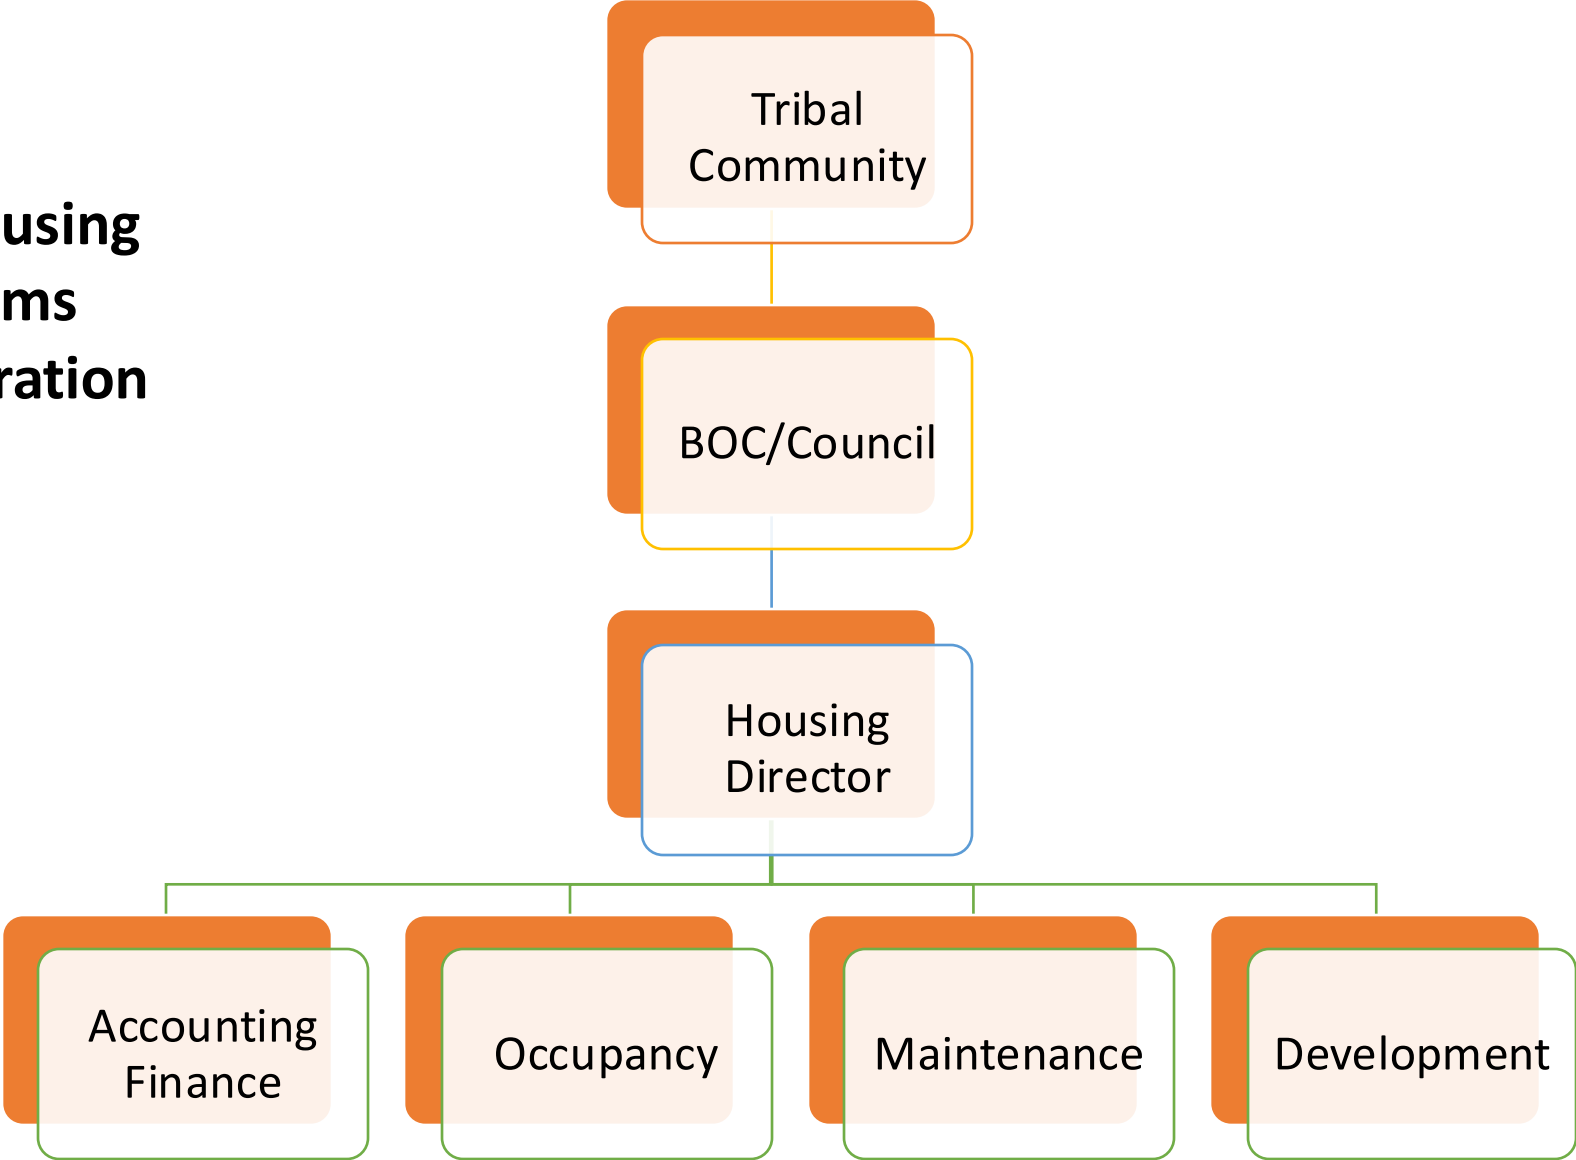 using
ms
ration
Tribal
Community
BOC/Council
Housing
Director
Accounting
Finance
Occupancy
Maintenance
Development